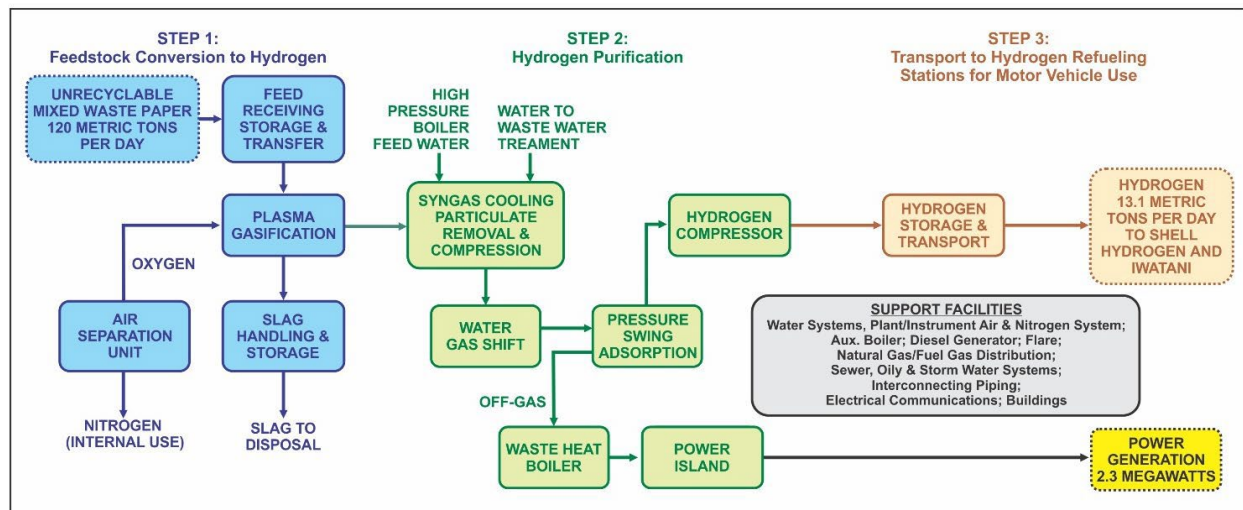 STEP 1:
Feedstock Conversion to Hydrogen
UNRECYCLABLE
MIXED WASTE PAPER
120 METRIC TONS
PER DAY
FEED
RECEIVING
STORAGE &
TRANSFER
PLASMA
GASIFICATION
OXYGEN
AIR
SEPARATION
UNIT
SLAG
HANDLING &
STORAGE
NITROGEN
(INTERNAL USE)
SLAG TO
DISPOSAL
STEP 2:
Hydrogen Purification
HIGH
PRESSURE
BOILER
FEED WATER
WATER TO
WASTE WATER
TREAMENT
SYNGAS COOLING
PARTICULATE
REMOVAL &
COMPRESSION
WATER
GAS SHIFT
PRESSURE
SWING
ADSORPTION
HYDROGEN
COMPRESSOR
OFF-GAS
WASTE HEAT
BOILER
POWER
ISLAND
STEP 3:
Transport to Hydrogen Refueling
Stations for Motor Vehicle Use
HYDROGEN
STORAGE &
TRANSPORT
HYDROGEN
13.1 METRIC
TONS PER DAY
TO SHELL
HYDROGEN AND
IWATANI
SUPPORT FACILITIES
Water Systems, Plant/Instrument Air & Nitrogen System;
Aux. Boiler; Diesel Generator; Flare;
Natural Gas/Fuel Gas Distribution;
Sewer, Oily & Storm Water Systems;
Interconnecting Piping;
Electrical Communications; Buildings
POWER
GENERATION
2.3 MEGAWATTS